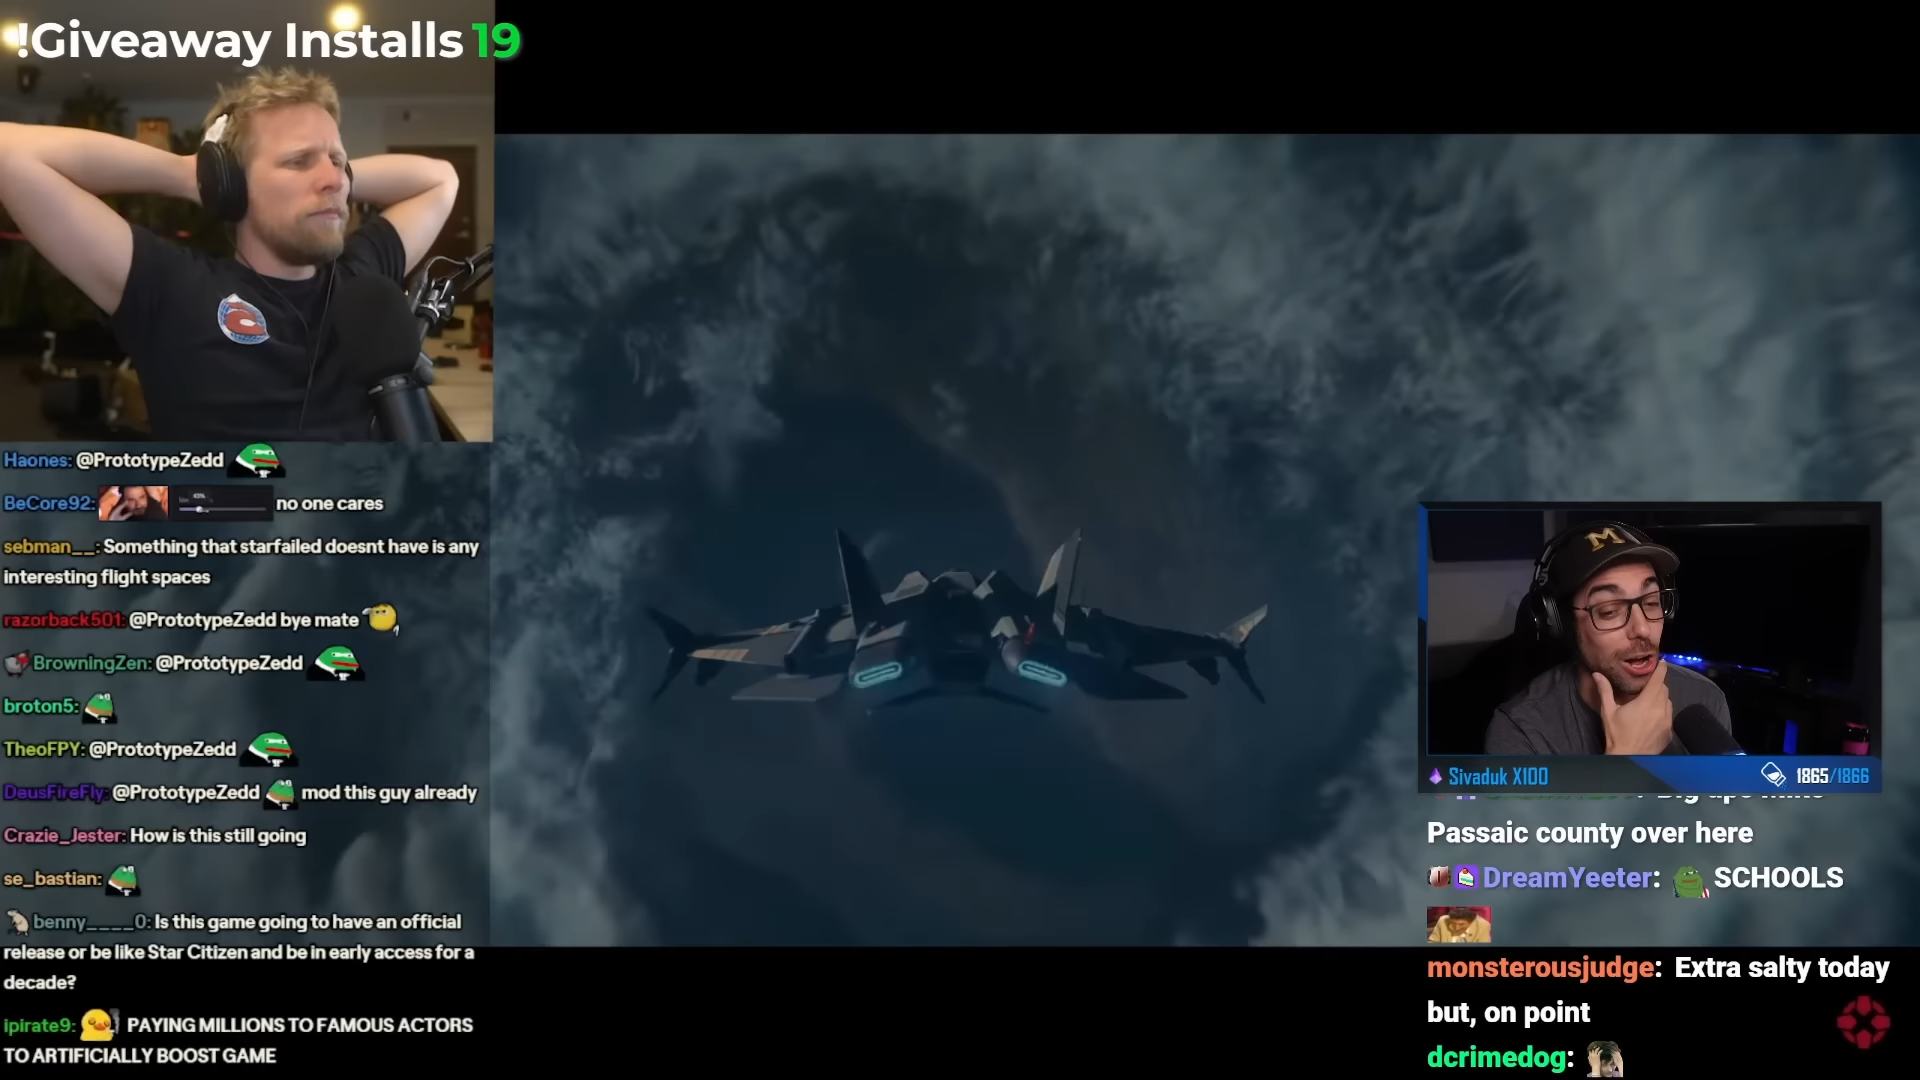 !Giveaway Installs 19
Haones: @PrototypeZedd
BeCore92: no one cares
sebman__: Something that starfailed doesnt have is any
interesting flight spaces
razorback501: @PrototypeZedd bye mate
BrowningZen: @PrototypeZedd
broton5:
TheoFPY: @PrototypeZedd
DeusFireFly: @PrototypeZedd mod this guy already
Crazie_Jester: How is this still going
se_bastian:
benny____0: Is this game going to have an official
release or be like Star Citizen and be in early access for a
decade?
ipirate9: PAYING MILLIONS TO FAMOUS ACTORS
TO ARTIFICIALLY BOOST GAME
M
Sivaduk X100 1865/1866
Passaic county over here
DreamYeeter: SCHOOLS
monsterousjudge: Extra salty today
but, on point
dcrimedog: